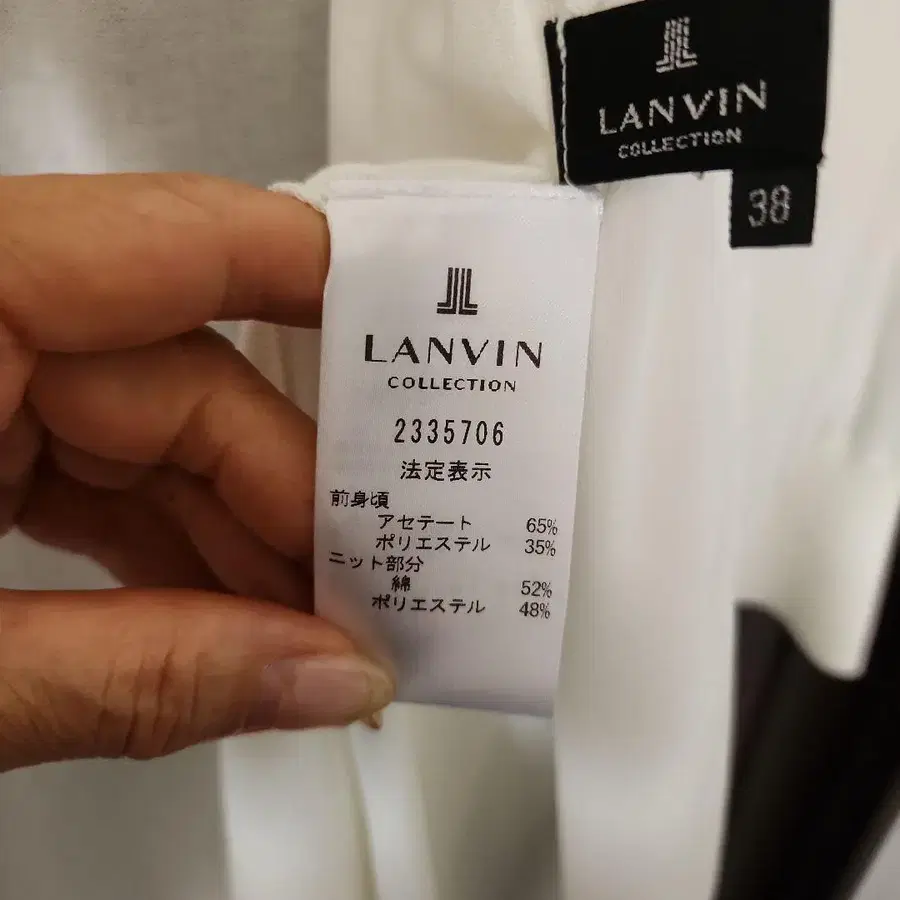 LANVIN
COLLECTION
38
LANVIN
COLLECTION
2335706
法定表示
前身頃
アセテート 65%
ポリエステル 35%
ニット部分
綿 52%
ポリエステル 48%